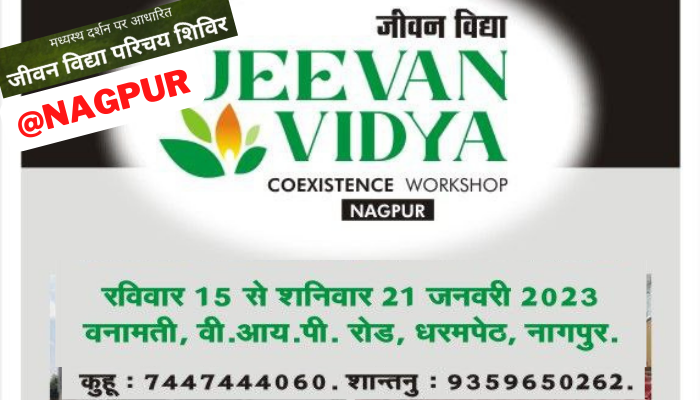 मध्यस्थ दर्शन पर आधारित
जीवन विद्या परिचय शिविर
@NAGPUR
जीवन विद्या
JEEVAN
VIDYA
COEXISTENCE WORKSHOP
NAGPUR
रविवार 15 से शनिवार 21 जनवरी 2023
वनामती, वी.आय.पी. रोड, धरमपेठ, नागपुर.
कुहू : 7447444060. शान्तनु : 9359650262.